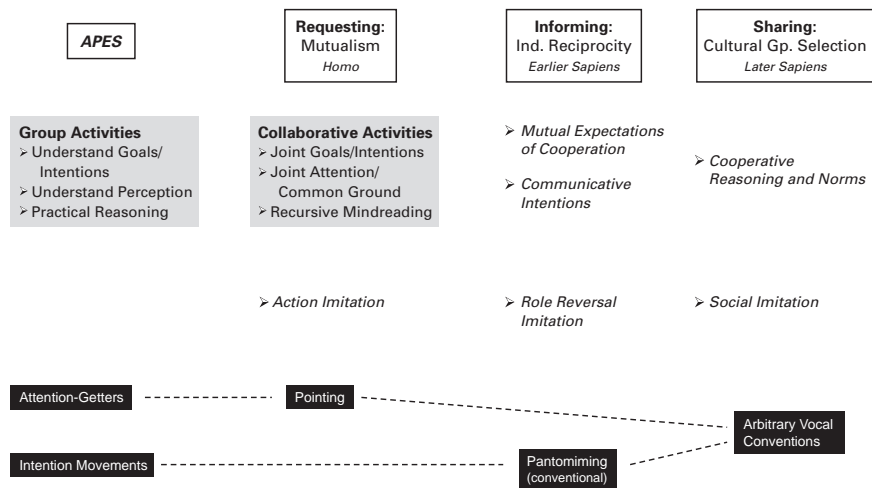 APES
Requesting:
Mutualism
Homo
Informing:
Ind. Reciprocity
Earlier Sapiens
Sharing:
Cultural Gp. Selection
Later Sapiens
Group Activities
➢ Understand Goals/
Intentions
➢ Understand Perception
➢ Practical Reasoning
Collaborative Activities
➢ Joint Goals/Intentions
➢ Joint Attention/
Common Ground
➢ Recursive Mindreading
➢ Mutual Expectations
of Cooperation
➢ Communicative
Intentions
➢ Cooperative
Reasoning and Norms
➢ Action Imitation
➢ Role Reversal
Imitation
➢ Social Imitation
Attention-Getters
Pointing
Arbitrary Vocal
Conventions
Intention Movements
Pantomiming
(conventional)